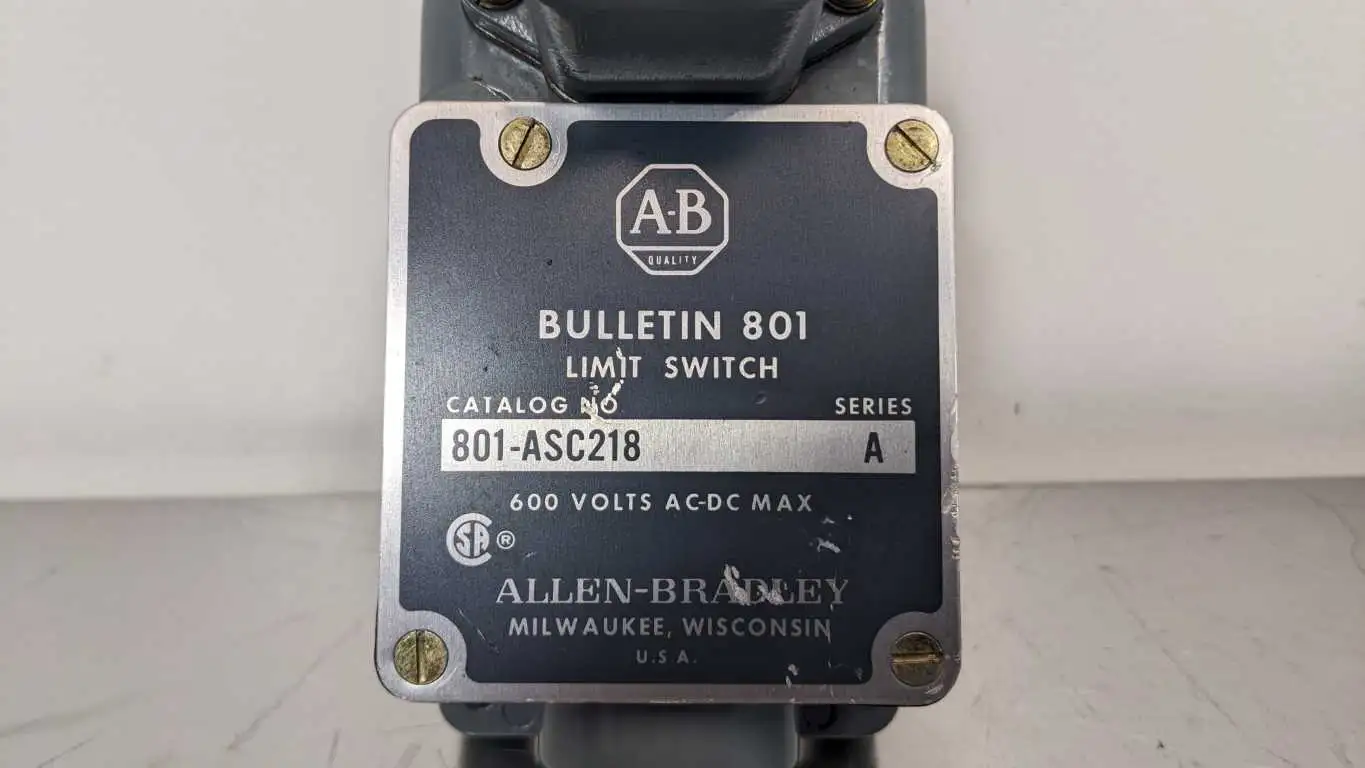 A-B
QUALITY
BULLETIN 801
LIMIT SWITCH
CATALOG NO SERIES
801-ASC218 A
600 VOLTS AC-DC MAX
SA ®
ALLEN-BRADLEY
MILWAUKEE, WISCONSIN
U.S A.